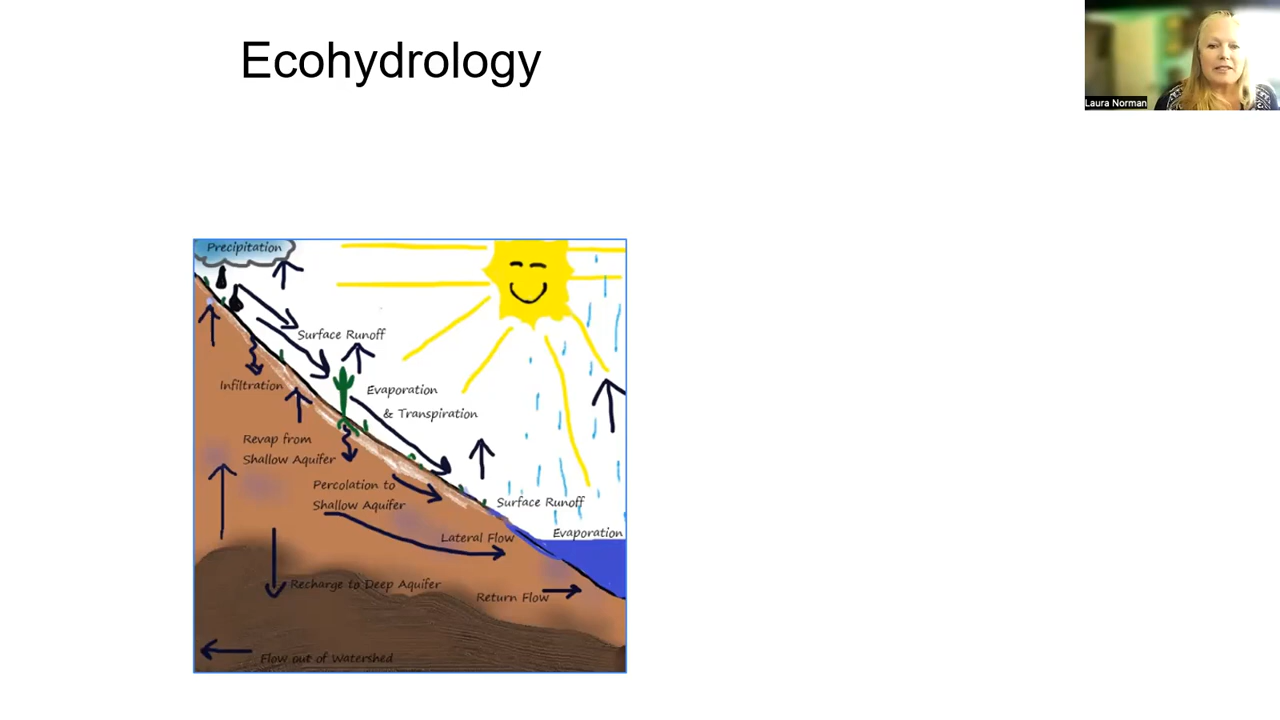 Ecohydrology
Laura Norman
Precipitation
Surface Runoff
Infiltration
Evaporation
& Transpiration
Revap from
Shallow Aquifer
Percolation to
Shallow Aquifer
Surface Runoff
Evaporation
Lateral Flow
Recharge to Deep Aquifer
Return Flow
Flow out of Watershed